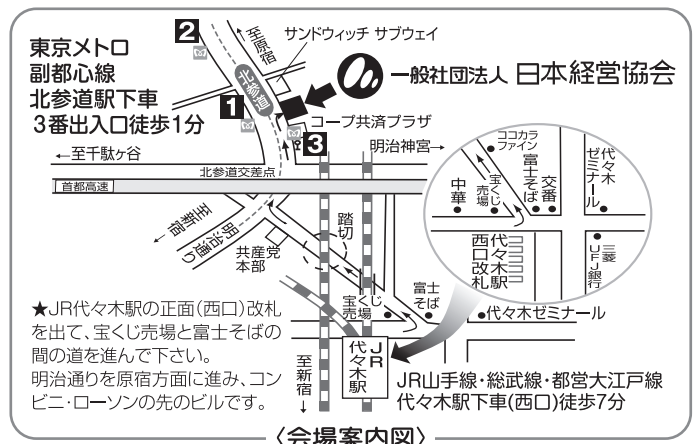 東京メトロ
副都心線
北参道駅下車
3番出入口徒歩1分
2
至原宿
サンドウィッチ サブウェイ
北参道
一般社団法人 日本経営協会
1
3
コープ共済プラザ
←至千駄ヶ谷
明治神宮→
北参道交差点
首都高速
至新宿
明治通り
共産党
本部
踏切
宝くじ
売場
富士
そば
代々木ゼミナール
JR
代々木駅
至新宿
ココカラ
ファイン
中華
宝くじ
売場
富士そば
交番
代々木
ゼミナール
代々木駅
西口改札
三菱
UFJ銀行
★JR代々木駅の正面(西口)改札
を出て、宝くじ売場と富士そばの
間の道を進んで下さい。
明治通りを原宿方面に進み、コン
ビニ・ローソンの先のビルです。
JR山手線・総武線・都営大江戸線
代々木駅下車(西口)徒歩7分
〈会場案内図〉